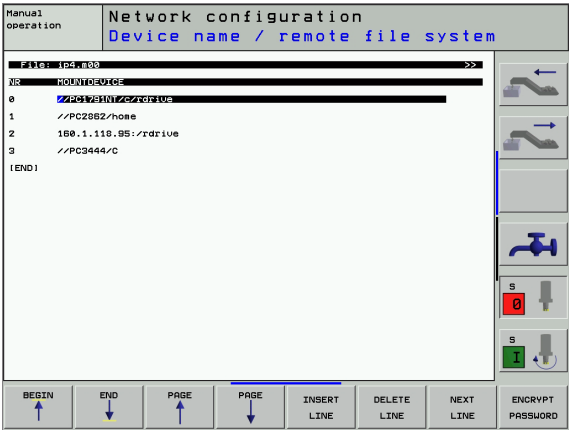 Manual
operation
Network configuration
Device name / remote file system
File: ip4.m00 >>
NR MOUNTDEVICE
0 //PC1791NT/c/rdrive
1 //PC2862/home
2 160.1.118.95:/rdrive
3 //PC3444/C
[END]
S
0
S
I
BEGIN END PAGE PAGE INSERT DELETE NEXT ENCRYPT
LINE LINE LINE PASSWORD